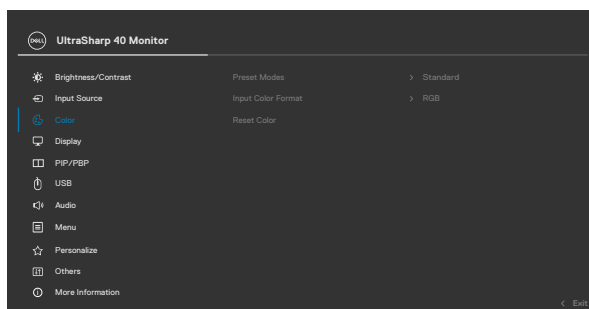 DELL UltraSharp 40 Monitor
Brightness/Contrast Preset Modes > Standard
Input Source Input Color Format > RGB
Color Reset Color
Display
PIP/PBP
USB
Audio
Menu
Personalize
Others
More Information
< Exit